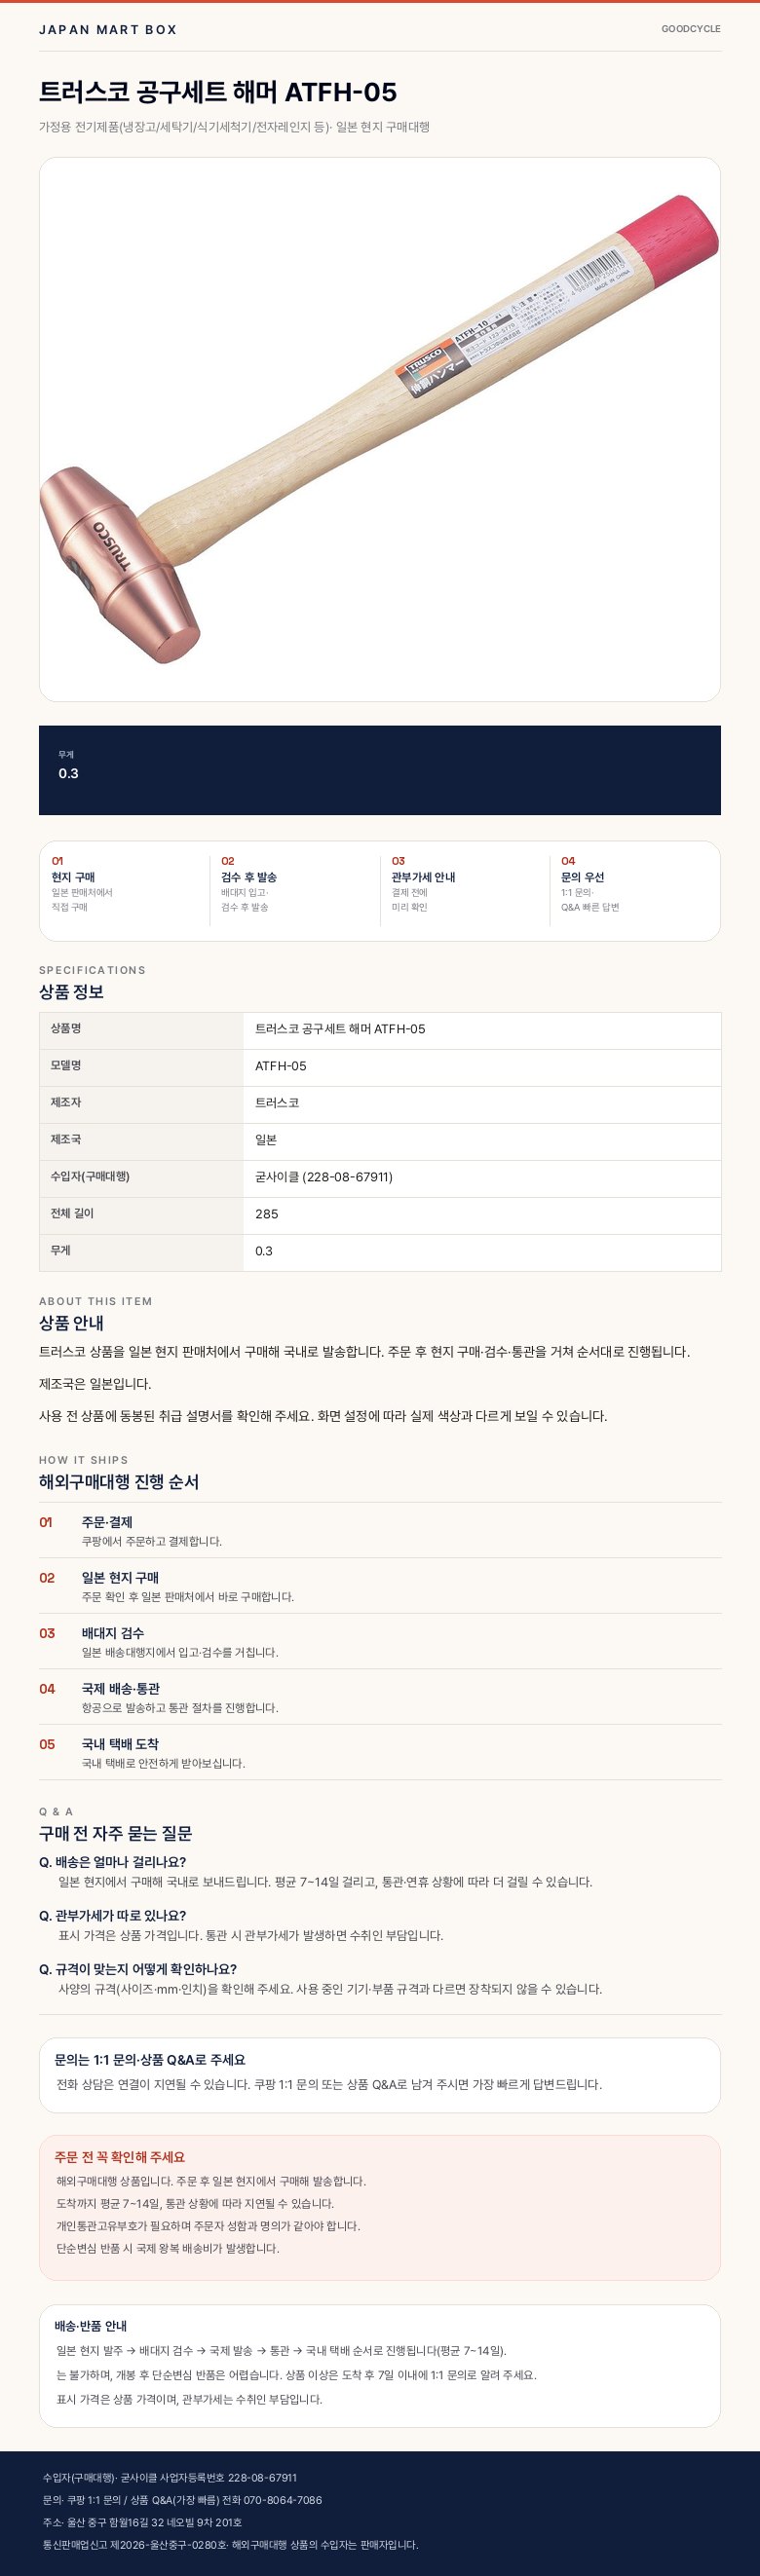 JAPAN MART BOX
GOODCYCLE
트러스코 공구세트 해머 ATFH-05
가정용 전기제품(냉장고/세탁기/식기세척기/전자레인지 등)· 일본 현지 구매대행
TRUSCO
ATFH-10
伸銅ハンマー
MADE IN CHINA
TRUSCO
무게
0.3
01
현지 구매
일본 판매처에서
직접 구매
02
검수 후 발송
배대지 입고·
검수 후 발송
03
관부가세 안내
결제 전에
미리 확인
04
문의 우선
1:1 문의·
Q&A 빠른 답변
SPECIFICATIONS
상품 정보
상품명 트러스코 공구세트 해머 ATFH-05
모델명 ATFH-05
제조자 트러스코
제조국 일본
수입자(구매대행) 굳사이클 (228-08-67911)
전체 길이 285
무게 0.3
ABOUT THIS ITEM
상품 안내
트러스코 상품을 일본 현지 판매처에서 구매해 국내로 발송합니다. 주문 후 현지 구매·검수·통관을 거쳐 순서대로 진행됩니다.
제조국은 일본입니다.
사용 전 상품에 동봉된 취급 설명서를 확인해 주세요. 화면 설정에 따라 실제 색상과 다르게 보일 수 있습니다.
HOW IT SHIPS
해외구매대행 진행 순서
01 주문·결제
쿠팡에서 주문하고 결제합니다.
02 일본 현지 구매
주문 확인 후 일본 판매처에서 바로 구매합니다.
03 배대지 검수
일본 배송대행지에서 입고·검수를 거칩니다.
04 국제 배송·통관
항공으로 발송하고 통관 절차를 진행합니다.
05 국내 택배 도착
국내 택배로 안전하게 받아보십니다.
Q & A
구매 전 자주 묻는 질문
Q. 배송은 얼마나 걸리나요?
일본 현지에서 구매해 국내로 보내드립니다. 평균 7~14일 걸리고, 통관·연휴 상황에 따라 더 걸릴 수 있습니다.
Q. 관부가세가 따로 있나요?
표시 가격은 상품 가격입니다. 통관 시 관부가세가 발생하면 수취인 부담입니다.
Q. 규격이 맞는지 어떻게 확인하나요?
사양의 규격(사이즈·mm·인치)을 확인해 주세요. 사용 중인 기기·부품 규격과 다르면 장착되지 않을 수 있습니다.
문의는 1:1 문의·상품 Q&A로 주세요
전화 상담은 연결이 지연될 수 있습니다. 쿠팡 1:1 문의 또는 상품 Q&A로 남겨 주시면 가장 빠르게 답변드립니다.
주문 전 꼭 확인해 주세요
해외구매대행 상품입니다. 주문 후 일본 현지에서 구매해 발송합니다.
도착까지 평균 7~14일, 통관 상황에 따라 지연될 수 있습니다.
개인통관고유부호가 필요하며 주문자 성함과 명의가 같아야 합니다.
단순변심 반품 시 국제 왕복 배송비가 발생합니다.
배송·반품 안내
일본 현지 발주 → 배대지 검수 → 국제 발송 → 통관 → 국내 택배 순서로 진행됩니다(평균 7~14일).
는 불가하며, 개봉 후 단순변심 반품은 어렵습니다. 상품 이상은 도착 후 7일 이내에 1:1 문의로 알려 주세요.
표시 가격은 상품 가격이며, 관부가세는 수취인 부담입니다.
수입자(구매대행)· 굳사이클 사업자등록번호 228-08-67911
문의· 쿠팡 1:1 문의 / 상품 Q&A(가장 빠름) 전화 070-8064-7086
주소· 울산 중구 함월16길 32 네오빌 9차 201호
통신판매업신고 제2026-울산중구-0280호· 해외구매대행 상품의 수입자는 판매자입니다.